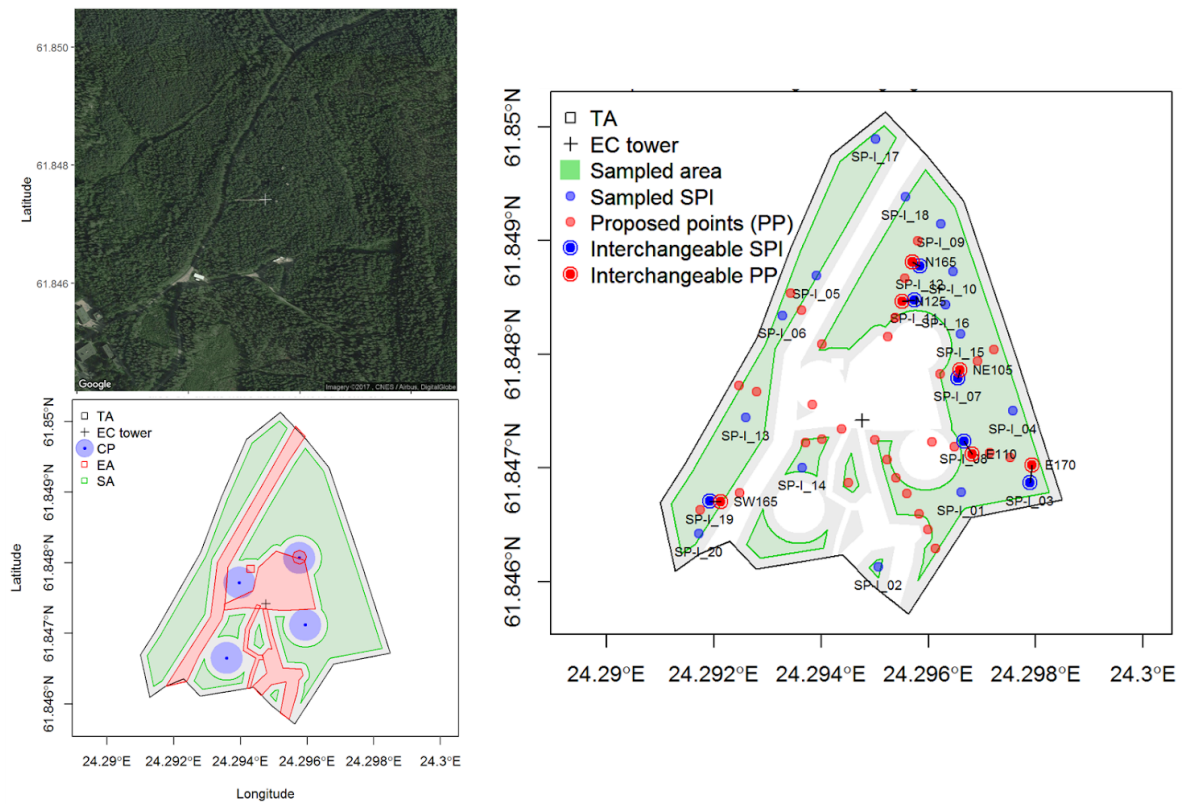 61.850
61.848
61.846
Latitude
Google
Imagery ©2017 , CNES / Airbus, DigitalGlobe
TA
EC tower
CP
EA
SA
61.85°N
61.849°N
61.848°N
61.847°N
61.846°N
Latitude
24.29°E 24.292°E 24.294°E 24.296°E 24.298°E 24.3°E
Longitude
TA
EC tower
Sampled area
Sampled SPI
Proposed points (PP)
Interchangeable SPI
Interchangeable PP
61.85°N
61.849°N
61.848°N
61.847°N
61.846°N
SP-I_17
SP-I_18
SP-I_09
N165
SP-I_12
SP-I_10
SP-I_05
N125
SP-I_11
SP-I_16
SP-I_06
SP-I_15
NE105
SP-I_07
SP-I_04
SP-I_13
SP-I_08
E110
E170
SP-I_14
SW165
SP-I_01
SP-I_03
SP-I_19
SP-I_20
SP-I_02
24.29°E 24.292°E 24.294°E 24.296°E 24.298°E 24.3°E